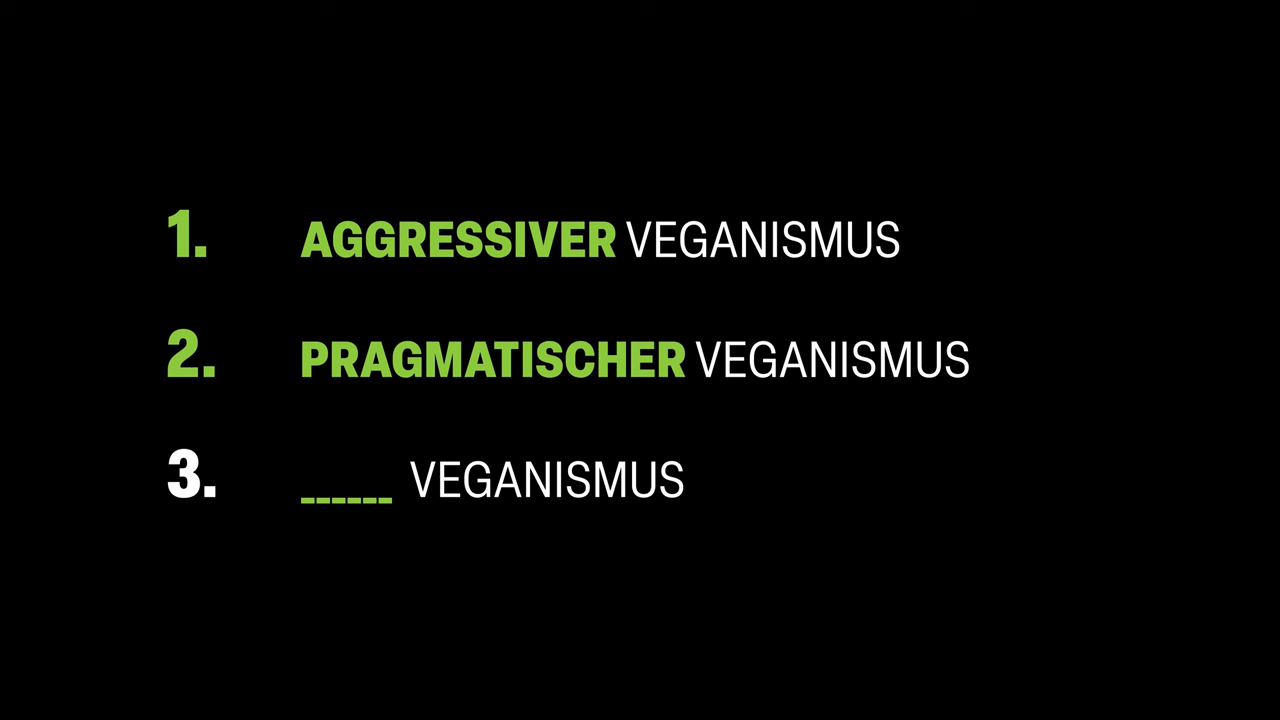 1. AGGRESSIVER VEGANISMUS
2. PRAGMATISCHER VEGANISMUS
3. ______ VEGANISMUS